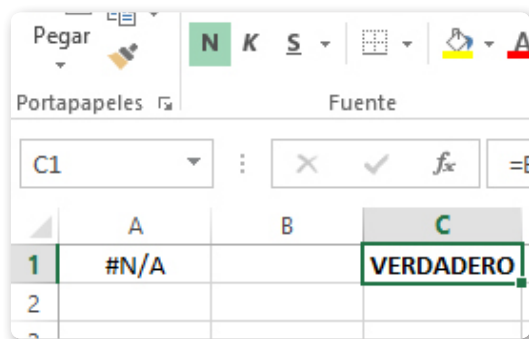 Pegar
N K S A
Portapapeles Fuente
C1 fx =E
A B C
1 #N/A VERDADERO
2